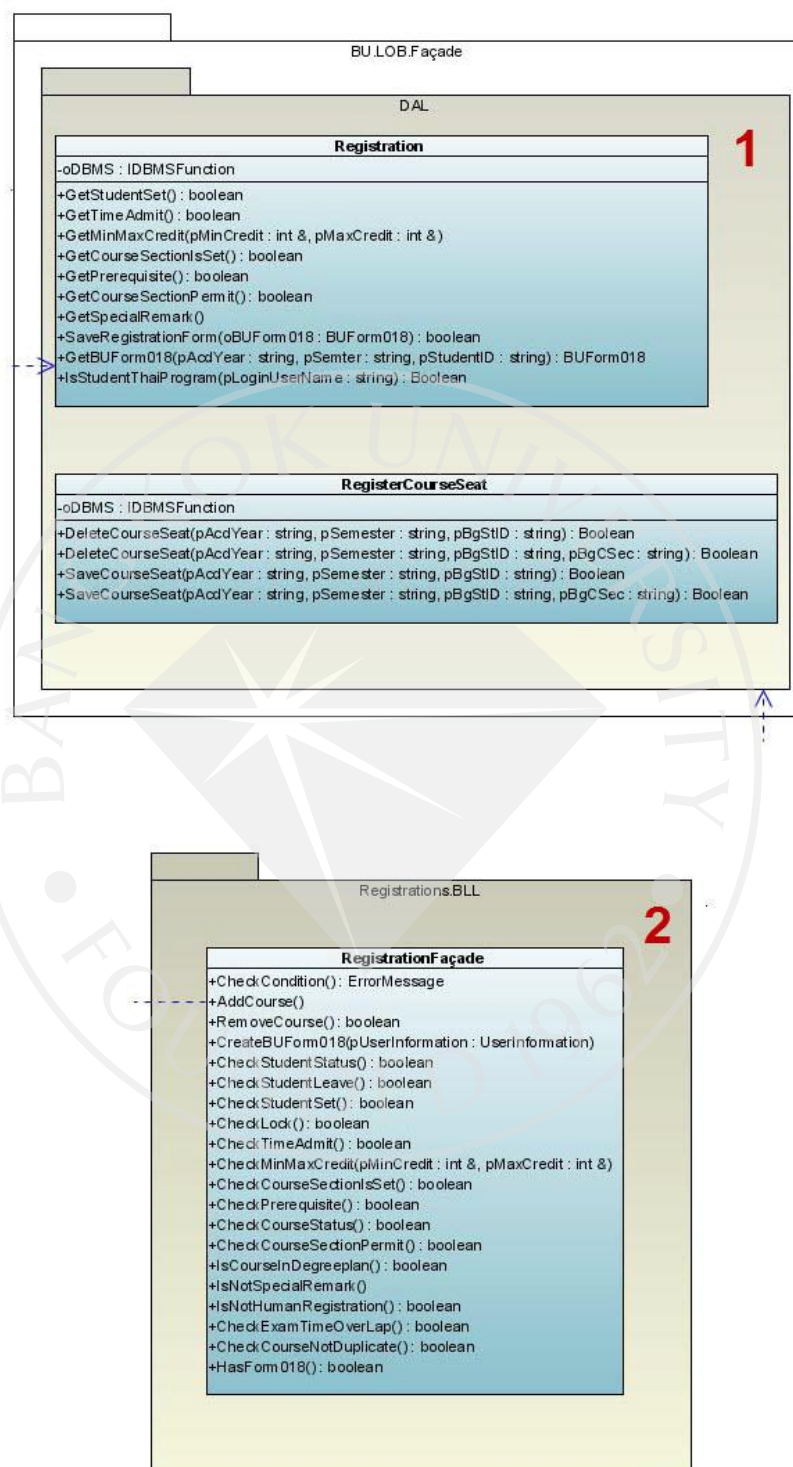 BU.LOB.Façade
DAL
1
Registration
-oDBMS : IDBMSFunction
+GetStudentSet() : boolean
+GetTimeAdmit() : boolean
+GetMinMaxCredit(pMinCredit : int &, pMaxCredit : int &)
+GetCourseSectionIsSet() : boolean
+GetPrerequisite() : boolean
+GetCourseSectionPermit() : boolean
+GetSpecialRemark()
+SaveRegistrationForm(oBUForm018 : BUForm018) : boolean
+GetBUForm018(pAcdYear : string, pSemter : string, pStudentID : string) : BUForm018
+IsStudentThaiProgram(pLoginUserName : string) : Boolean
RegisterCourseSeat
-oDBMS : IDBMSFunction
+DeleteCourseSeat(pAcdYear : string, pSemester : string, pBgStID : string) : Boolean
+DeleteCourseSeat(pAcdYear : string, pSemester : string, pBgStID : string, pBgCSec : string) : Boolean
+SaveCourseSeat(pAcdYear : string, pSemester : string, pBgStID : string) : Boolean
+SaveCourseSeat(pAcdYear : string, pSemester : string, pBgStID : string, pBgCSec : string) : Boolean
BANGKOK UNIVERSITY
FOUNDED 1962
Registrations.BLL
2
RegistrationFaçade
+CheckCondition() : ErrorMessage
+AddCourse()
+RemoveCourse() : boolean
+CreateBUForm018(pUserInformation : UserInformation)
+CheckStudentStatus() : boolean
+CheckStudentLeave() : boolean
+CheckStudentSet() : boolean
+CheckLock() : boolean
+CheckTimeAdmit() : boolean
+CheckMinMaxCredit(pMinCredit : int &, pMaxCredit : int &)
+CheckCourseSectionIsSet() : boolean
+CheckPrerequisite() : boolean
+CheckCourseStatus() : boolean
+CheckCourseSectionPermit() : boolean
+IsCourseInDegreeplan() : boolean
+IsNotSpecialRemark()
+IsNotHumanRegistration() : boolean
+CheckExamTimeOverLap() : boolean
+CheckCourseNotDuplicate() : boolean
+HasForm018() : boolean